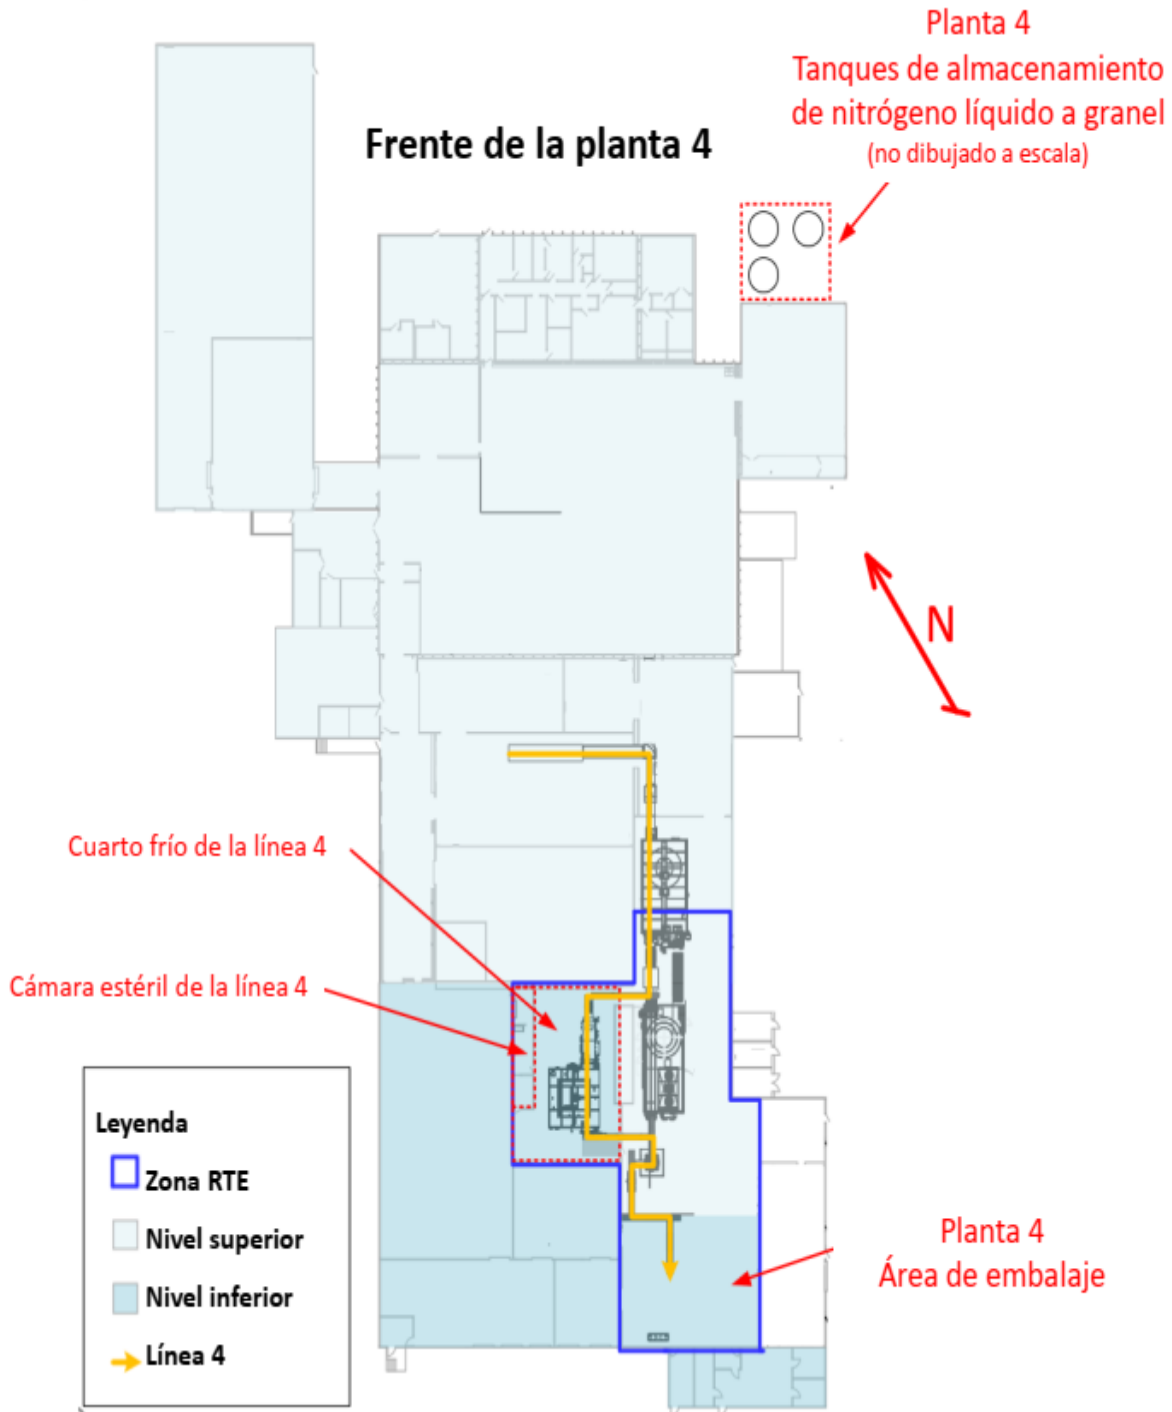 Planta 4
Tanques de almacenamiento
de nitrógeno líquido a granel
(no dibujado a escala)
Frente de la planta 4
N
Cuarto frío de la línea 4
Cámara estéril de la línea 4
Leyenda
Zona RTE
Nivel superior
Nivel inferior
Línea 4
Planta 4
Área de embalaje